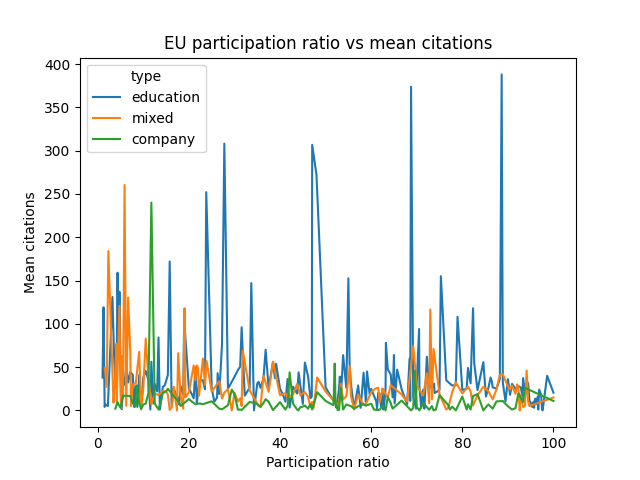 EU participation ratio vs mean citations
type
education
mixed
company
Mean citations
400
350
300
250
200
150
100
50
0
0 20 40 60 80 100
Participation ratio